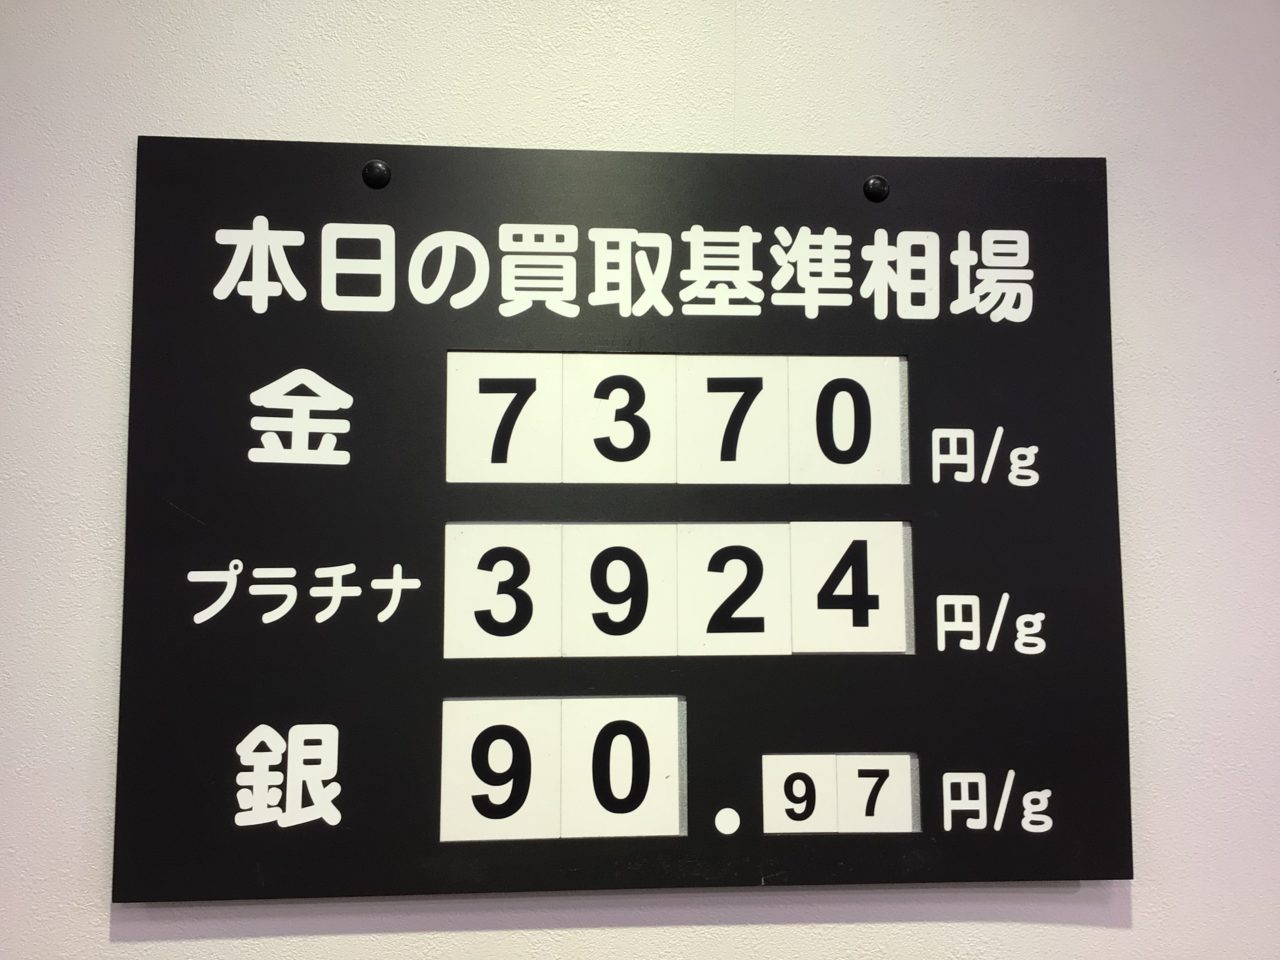 本日の買取基準相場
金 7370 円/g
プラチナ 3924 円/g
銀 90.97 円/g